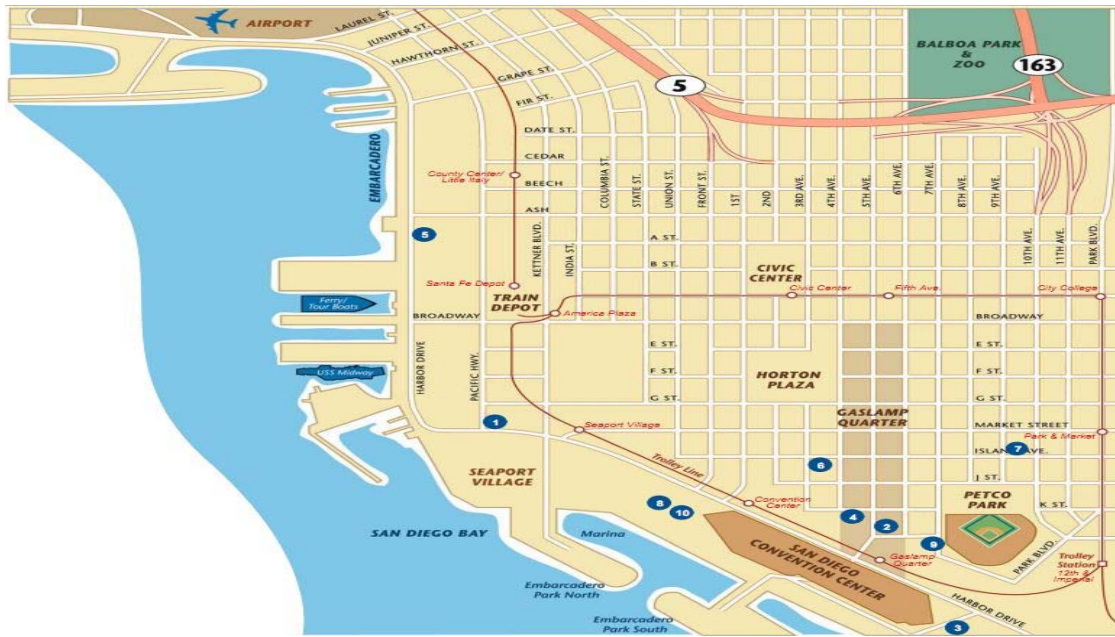 AIRPORT
LAUREL ST.
JUNIPER ST.
HAWTHORN ST.
GRAPE ST.
FIR ST.
DATE ST.
CEDAR
BEECH
ASH
5
163
BALBOA PARK
&
ZOO
EMBARCADERO
County Center/
Little Italy
COLUMBIA ST.
STATE ST.
UNION ST.
FRONT ST.
1ST
2ND
3RD AVE.
4TH AVE.
5TH AVE.
6TH AVE.
7TH AVE.
8TH AVE.
9TH AVE.
10TH AVE.
11TH AVE.
PARK BLVD.
5
KETTNER BLVD.
INDIA ST.
A ST.
B ST.
CIVIC
CENTER
Santa Fe Depot
TRAIN
DEPOT
America Plaza
Civic Center
Fifth Ave.
City College
Ferry/
Tour Boats
BROADWAY
BROADWAY
E ST.
E ST.
USS Midway
HARBOR DRIVE
PACIFIC HWY.
F ST.
F ST.
HORTON
PLAZA
G ST.
G ST.
GASLAMP
QUARTER
1
Seaport Village
MARKET STREET
Park & Market
ISLAND AVE.
7
6
SEAPORT
VILLAGE
Trolley Line
J ST.
8
10
Convention
Center
PETCO
PARK
K ST.
4
2
9
SAN DIEGO BAY
Marina
SAN DIEGO
CONVENTION CENTER
Gaslamp
Quarter
PARK BLVD.
Trolley
Station
12th &
Imperial
Embarcadero
Park North
HARBOR DRIVE
Embarcadero
Park South
3